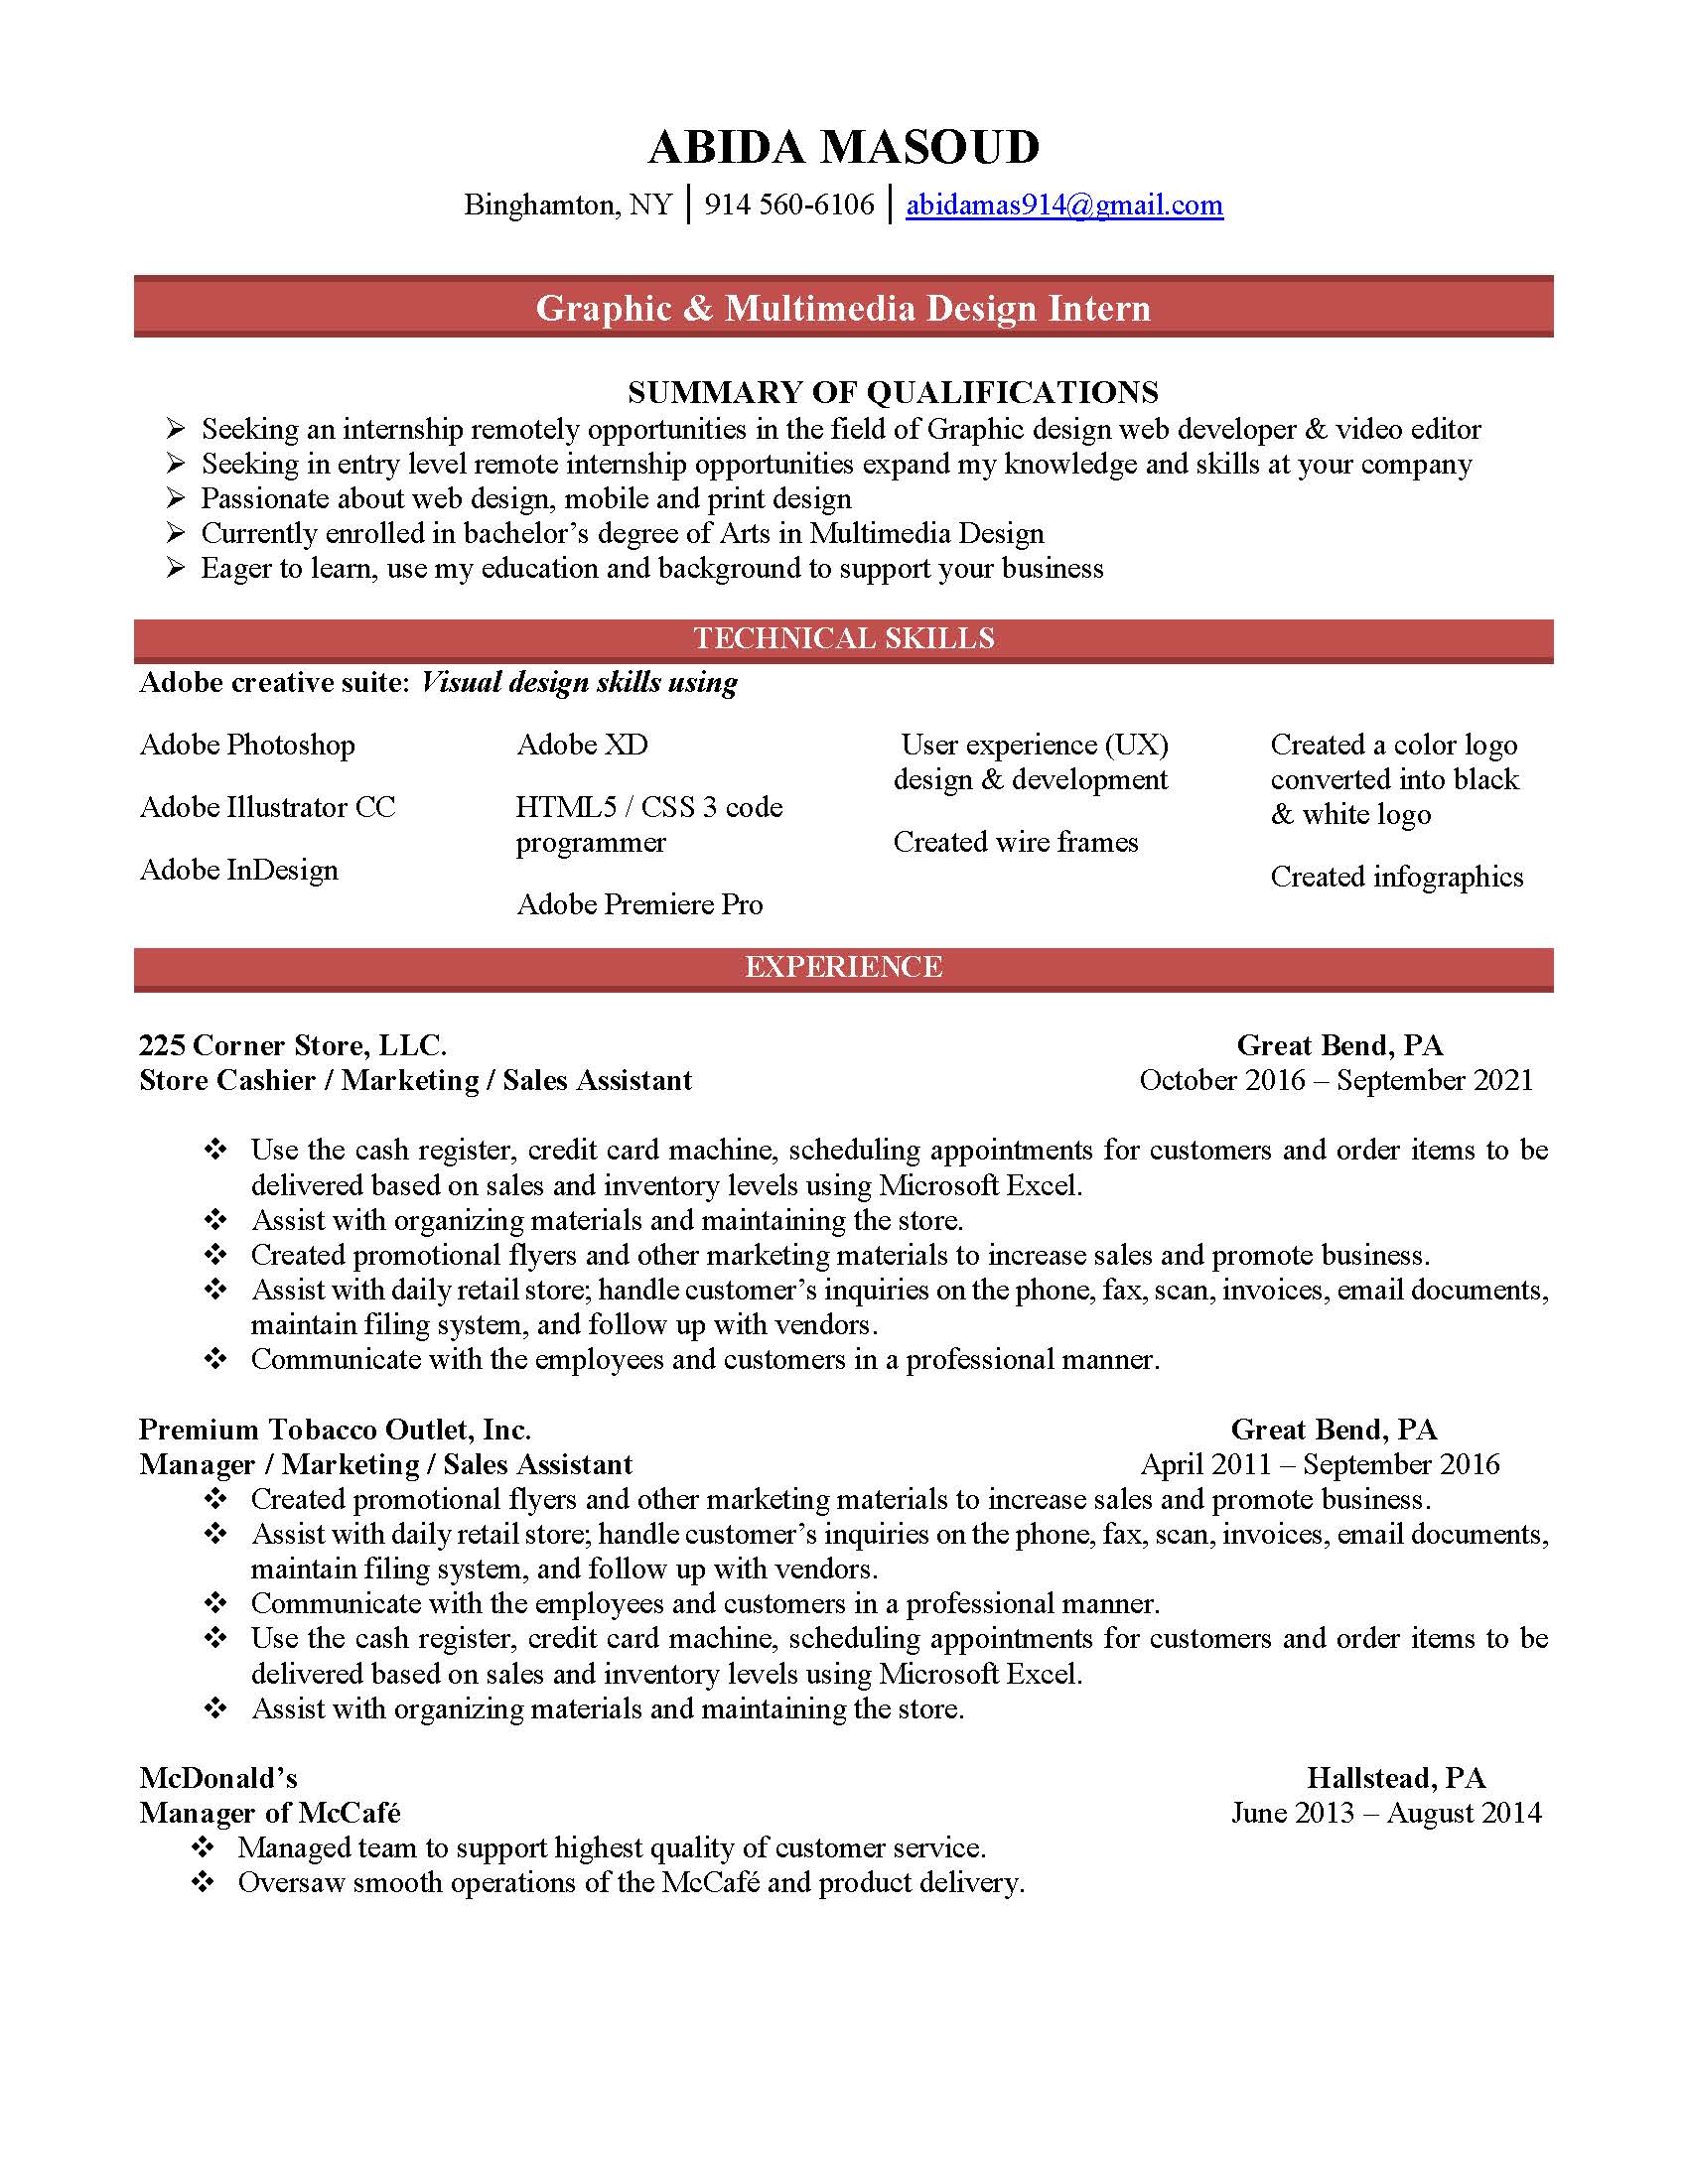 ABIDA MASOUD
Binghamton, NY | 914 560-6106 | abidamas914@gmail.com
Graphic & Multimedia Design Intern
SUMMARY OF QUALIFICATIONS
➢ Seeking an internship remotely opportunities in the field of Graphic design web developer & video editor
➢ Seeking in entry level remote internship opportunities expand my knowledge and skills at your company
➢ Passionate about web design, mobile and print design
➢ Currently enrolled in bachelor’s degree of Arts in Multimedia Design
➢ Eager to learn, use my education and background to support your business
TECHNICAL SKILLS
Adobe creative suite: Visual design skills using
Adobe Photoshop
Adobe Illustrator CC
Adobe InDesign
Adobe XD
HTML5 / CSS 3 code
programmer
Adobe Premiere Pro
User experience (UX)
design & development
Created wire frames
Created a color logo
converted into black
& white logo
Created infographics
EXPERIENCE
225 Corner Store, LLC. Great Bend, PA
Store Cashier / Marketing / Sales Assistant October 2016 – September 2021
❖ Use the cash register, credit card machine, scheduling appointments for customers and order items to be
delivered based on sales and inventory levels using Microsoft Excel.
❖ Assist with organizing materials and maintaining the store.
❖ Created promotional flyers and other marketing materials to increase sales and promote business.
❖ Assist with daily retail store; handle customer’s inquiries on the phone, fax, scan, invoices, email documents,
maintain filing system, and follow up with vendors.
❖ Communicate with the employees and customers in a professional manner.
Premium Tobacco Outlet, Inc. Great Bend, PA
Manager / Marketing / Sales Assistant April 2011 – September 2016
❖ Created promotional flyers and other marketing materials to increase sales and promote business.
❖ Assist with daily retail store; handle customer’s inquiries on the phone, fax, scan, invoices, email documents,
maintain filing system, and follow up with vendors.
❖ Communicate with the employees and customers in a professional manner.
❖ Use the cash register, credit card machine, scheduling appointments for customers and order items to be
delivered based on sales and inventory levels using Microsoft Excel.
❖ Assist with organizing materials and maintaining the store.
McDonald’s Hallstead, PA
Manager of McCafé June 2013 – August 2014
❖ Managed team to support highest quality of customer service.
❖ Oversaw smooth operations of the McCafé and product delivery.